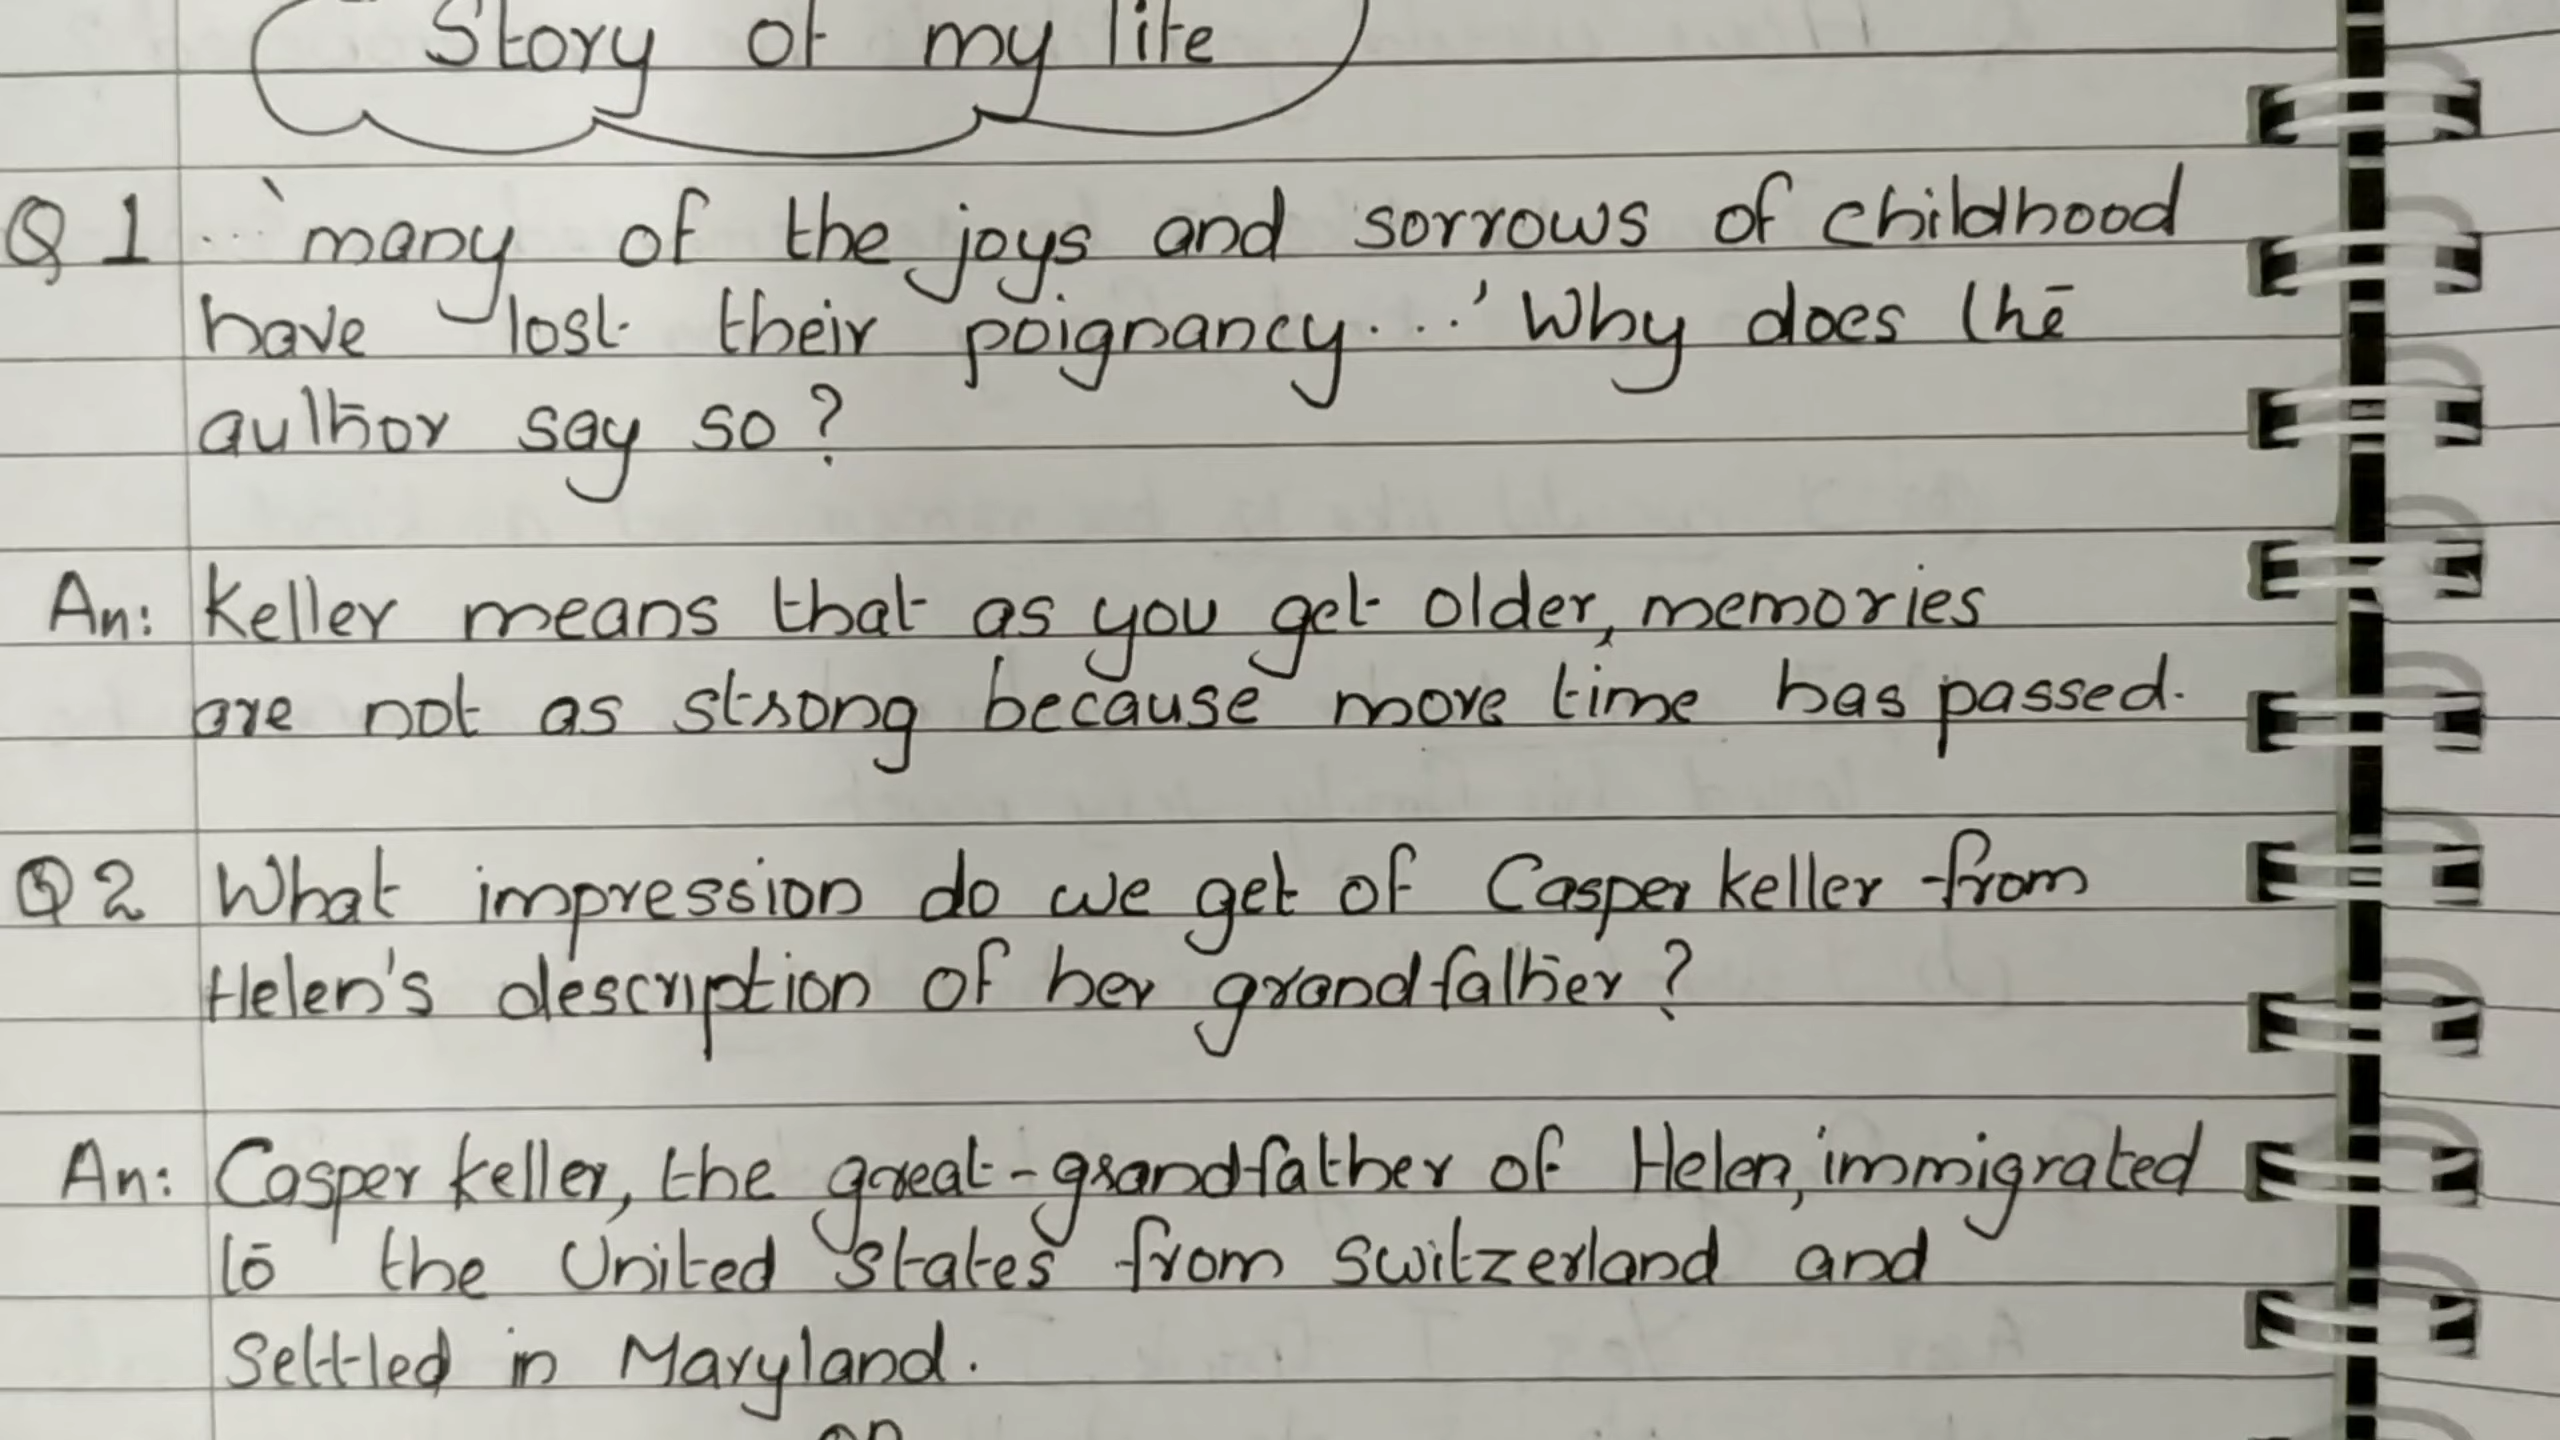 Story of my life
Q1 ...'many of the joys and sorrows of childhood
have lost their poignancy....' Why does the
author say so?
An: Keller means that as you get older, memories
are not as strong because more time has passed.
Q2 What impression do we get of Casper Keller from
Helen's description of her grandfather?
An: Casper Keller, the great-grandfather of Helen, immigrated
to the United States from Switzerland and
Settled in Maryland.